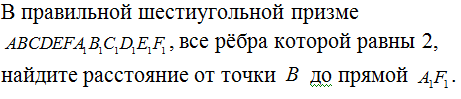 В правильной шестиугольной призме
ABCDEFA₁B₁C₁D₁E₁F₁, все рёбра которой равны 2,
найдите расстояние от точки B до прямой A₁F₁.